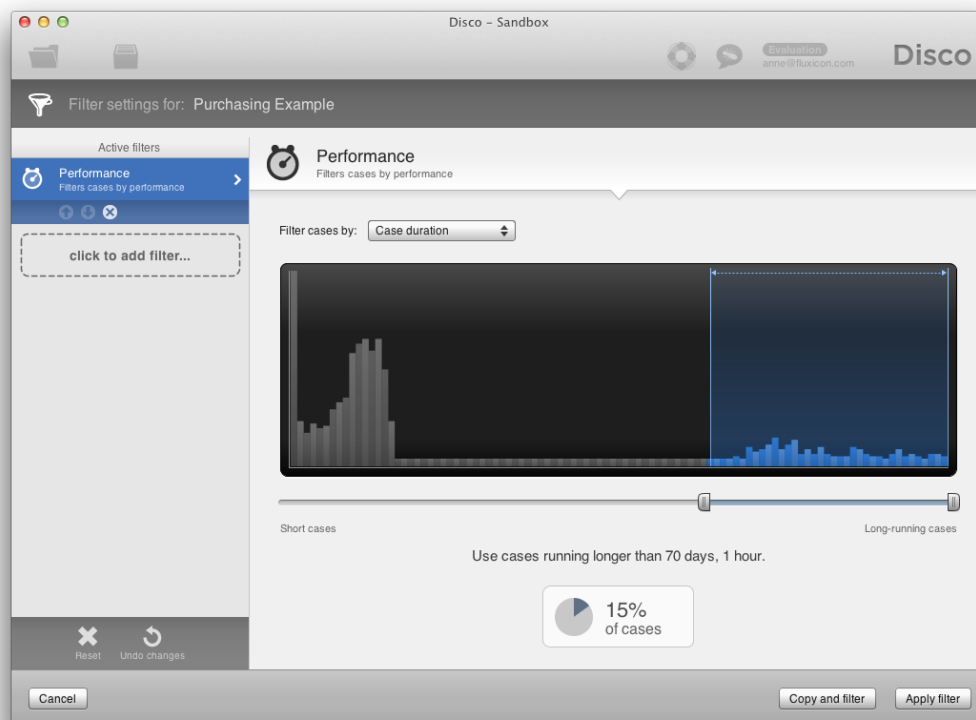 Disco – Sandbox
Evaluation
anne@fluxicon.com
Disco
Filter settings for: Purchasing Example
Active filters
Performance
Filters cases by performance
click to add filter...
Performance
Filters cases by performance
Filter cases by: Case duration
Short cases
Long-running cases
Use cases running longer than 70 days, 1 hour.
15%
of cases
Reset
Undo changes
Cancel
Copy and filter
Apply filter